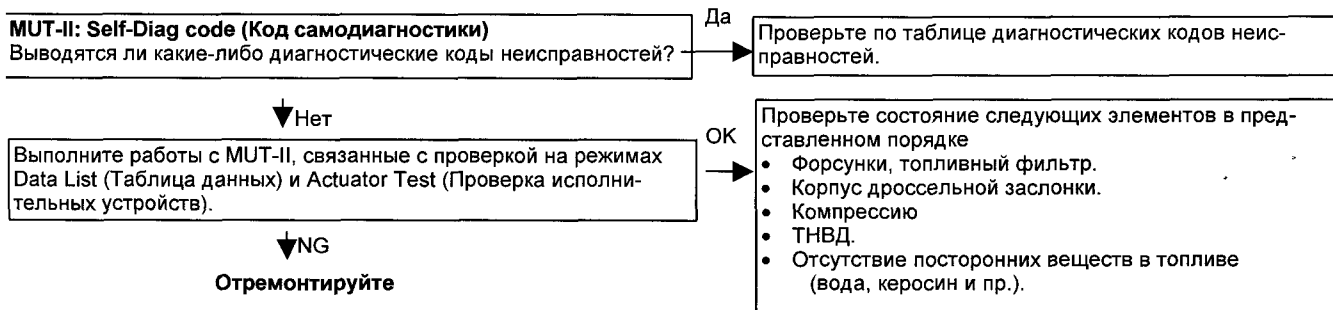 MUT-II: Self-Diag code (Код самодиагностики)
Выводятся ли какие-либо диагностические коды неисправностей?
Да
Проверьте по таблице диагностических кодов неис-
правностей.
Нет
Выполните работы с MUT-II, связанные с проверкой на режимах
Data List (Таблица данных) и Actuator Test (Проверка исполни-
тельных устройств).
OK
Проверьте состояние следующих элементов в пред-
ставленном порядке
• Форсунки, топливный фильтр.
• Корпус дроссельной заслонки.
• Компрессию
• ТНВД.
• Отсутствие посторонних веществ в топливе
(вода, керосин и пр.).
NG
Отремонтируйте